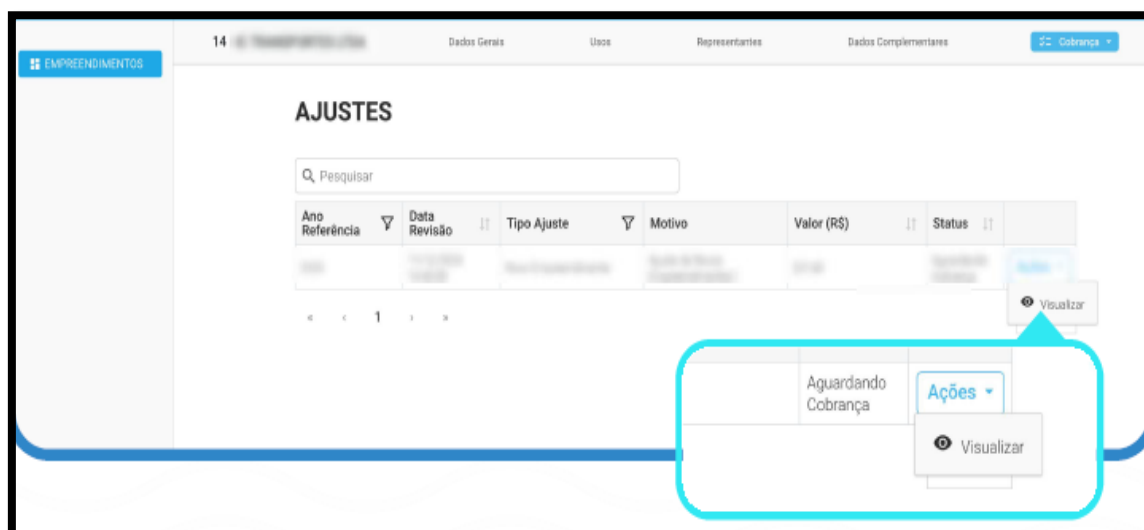 14
Dados Gerais
Usos
Representantes
Dados Complementares
Cobrança
EMPREENDIMENTOS
AJUSTES
Pesquisar
Ano Referência
Data Revisão
Tipo Ajuste
Motivo
Valor (R$)
Status
« ‹ 1 › »
Visualizar
Aguardando
Cobrança
Ações
Visualizar